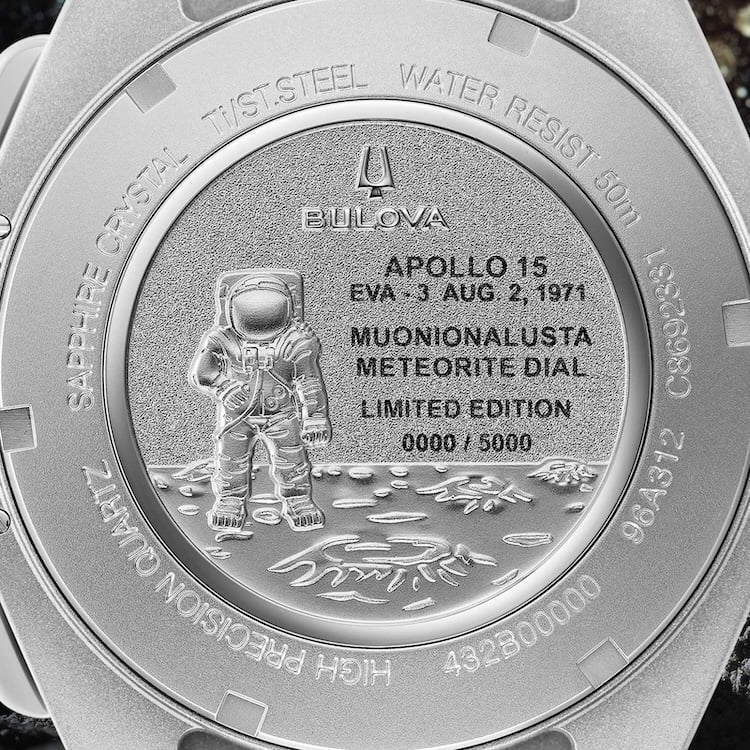 BULOVA
APOLLO 15
EVA - 3 AUG. 2, 1971
MUONIONALUSTA
METEORITE DIAL
LIMITED EDITION
0000 / 5000
SAPPHIRE CRYSTAL TI/ST.STEEL WATER RESIST 50m C8692881 96A312 432B00000 HIGH PRECISION QUARTZ